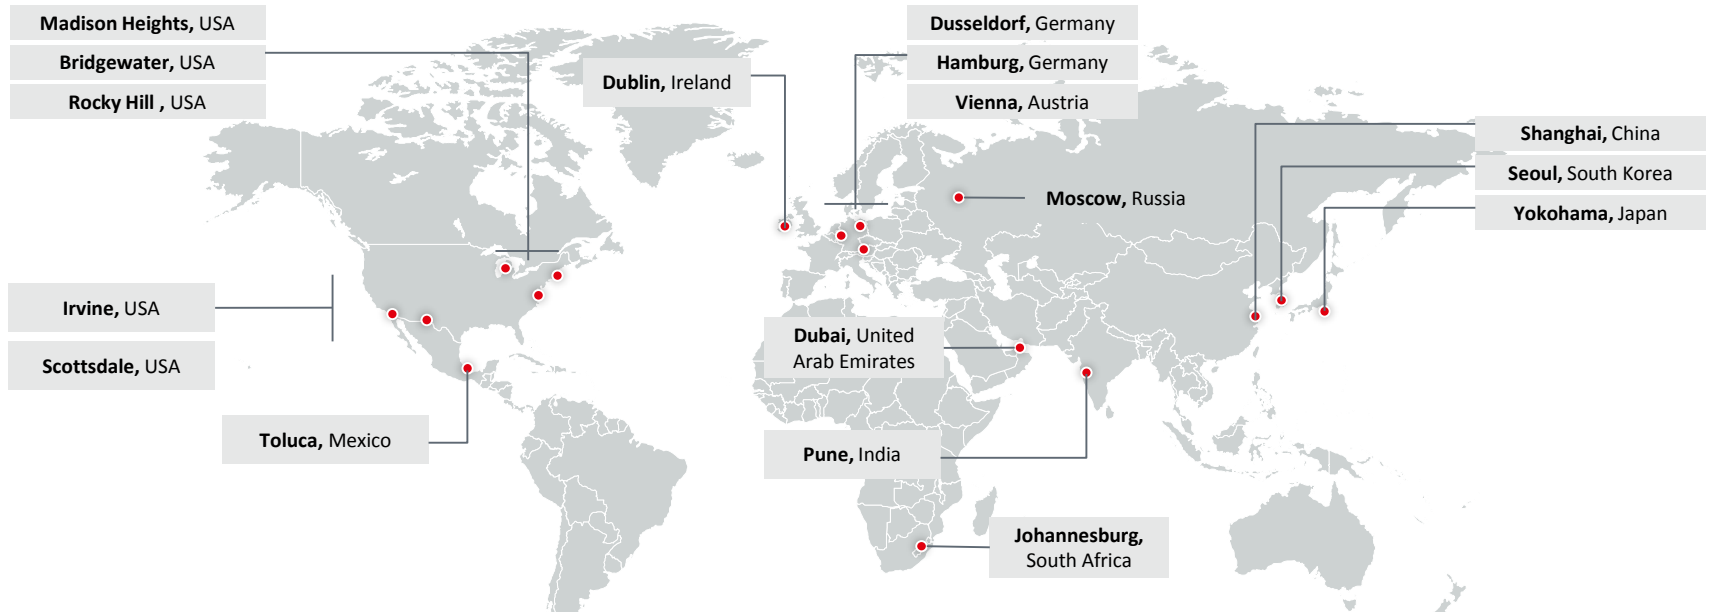 Madison Heights, USA
Bridgewater, USA
Rocky Hill , USA
Dublin, Ireland
Dusseldorf, Germany
Hamburg, Germany
Vienna, Austria
Shanghai, China
Seoul, South Korea
Yokohama, Japan
Moscow, Russia
Irvine, USA
Scottsdale, USA
Dubai, United
Arab Emirates
Toluca, Mexico
Pune, India
Johannesburg,
South Africa